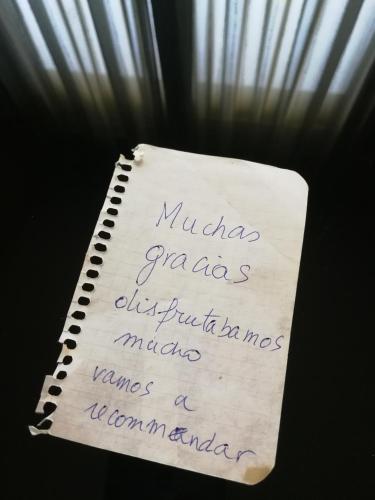 Muchas
gracias
disfrutabamos
mucho
vamos a
recommendar